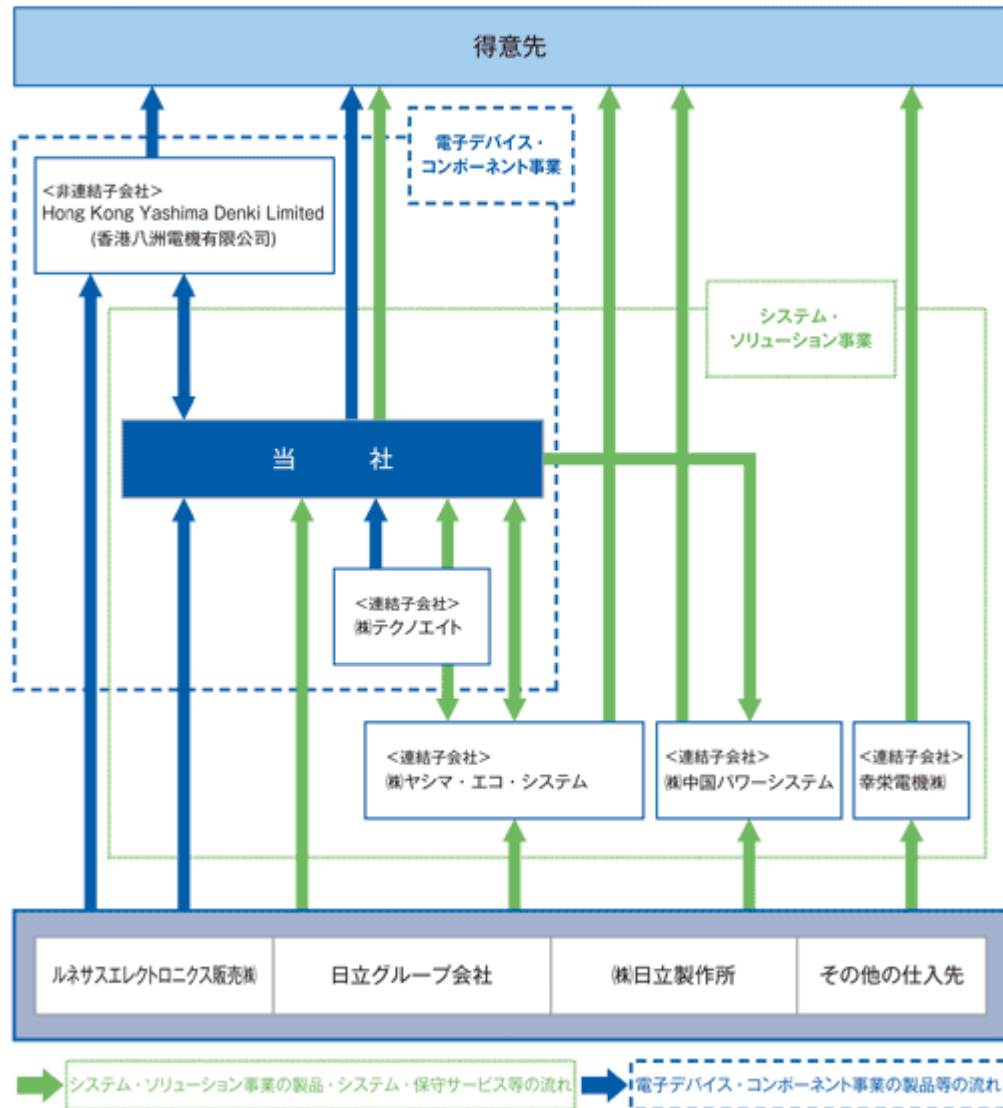 得意先
電子デバイス・
コンポーネント事業
<非連結子会社>
Hong Kong Yashima Denki Limited
(香港八洲電機有限公司)
システム・
ソリューション事業
当 社
<連結子会社>
㈱テクノエイト
<連結子会社>
㈱ヤシマ・エコ・システム
<連結子会社>
㈱中国パワーシステム
<連結子会社>
幸栄電機㈱
ルネサスエレクトロニクス販売㈱
日立グループ会社
㈱日立製作所
その他の仕入先
システム・ソリューション事業の製品・システム・保守サービス等の流れ
電子デバイス・コンポーネント事業の製品等の流れ